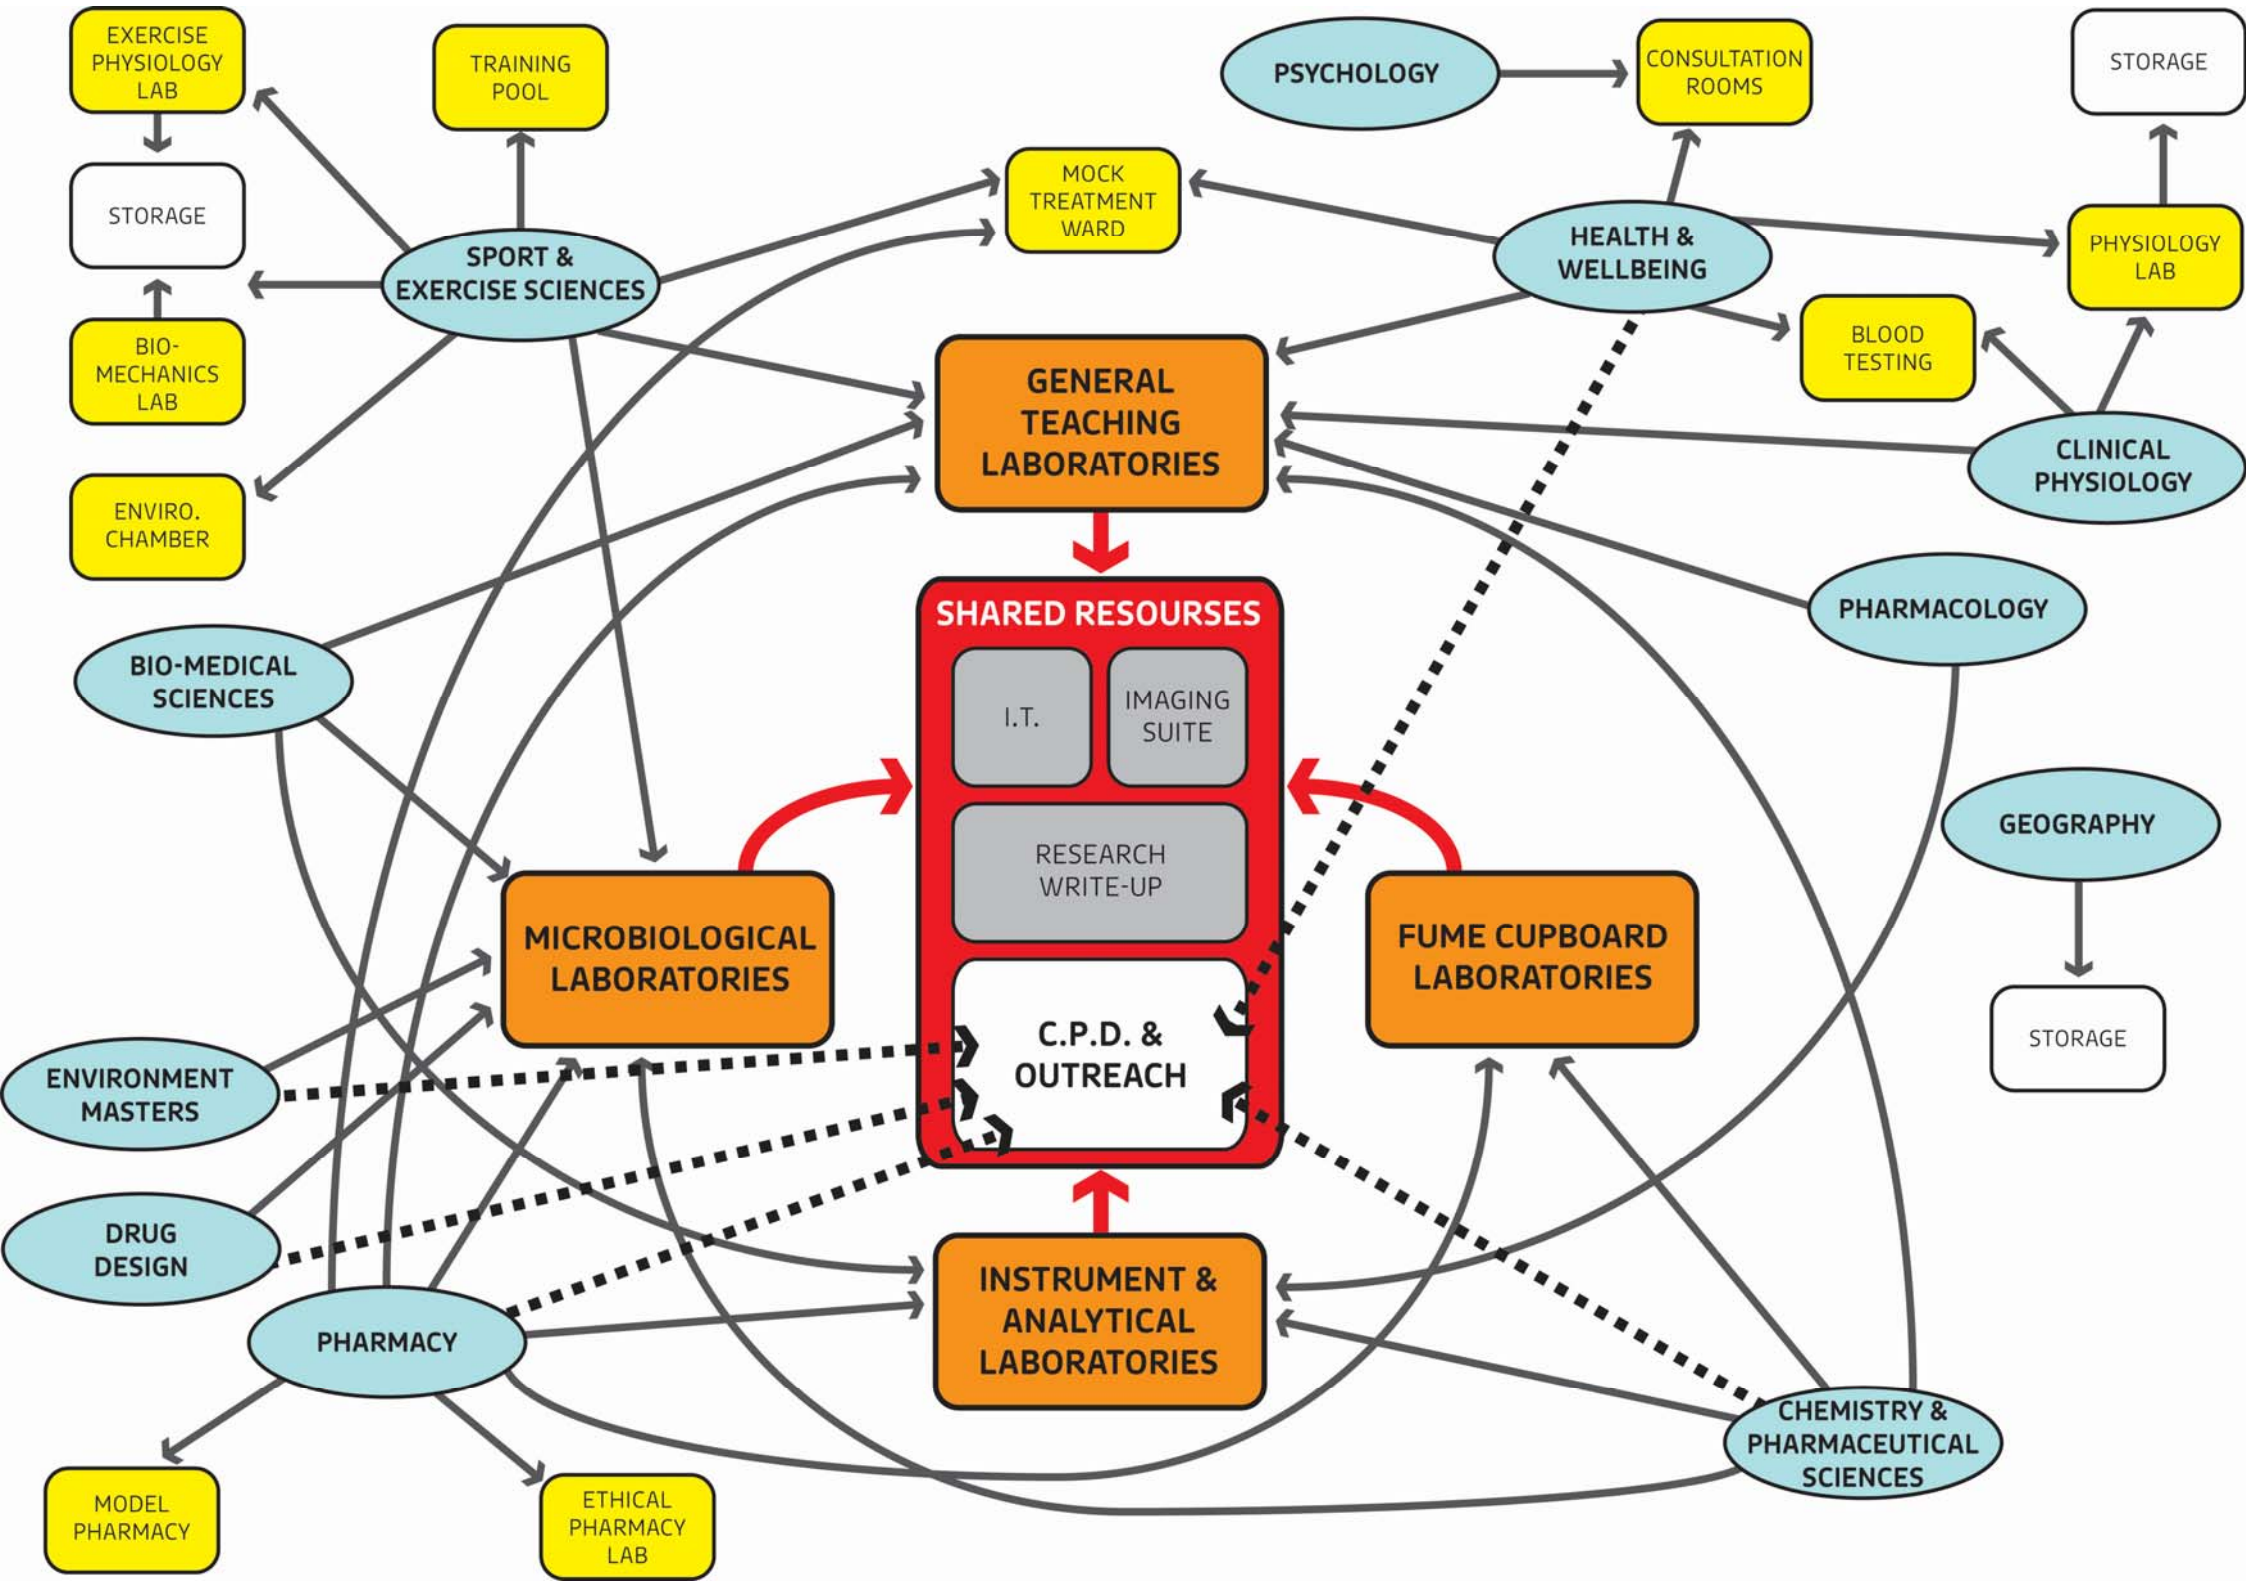 EXERCISE
PHYSIOLOGY
LAB
TRAINING
POOL
PSYCHOLOGY
CONSULTATION
ROOMS
STORAGE
STORAGE
MOCK
TREATMENT
WARD
SPORT &
EXERCISE SCIENCES
HEALTH &
WELLBEING
PHYSIOLOGY
LAB
BIO-
MECHANICS
LAB
BLOOD
TESTING
GENERAL
TEACHING
LABORATORIES
CLINICAL
PHYSIOLOGY
ENVIRO.
CHAMBER
PHARMACOLOGY
SHARED RESOURSES
BIO-MEDICAL
SCIENCES
I.T.
IMAGING
SUITE
GEOGRAPHY
RESEARCH
WRITE-UP
MICROBIOLOGICAL
LABORATORIES
FUME CUPBOARD
LABORATORIES
C.P.D. &
OUTREACH
STORAGE
ENVIRONMENT
MASTERS
DRUG
DESIGN
INSTRUMENT &
ANALYTICAL
LABORATORIES
PHARMACY
CHEMISTRY &
PHARMACEUTICAL
SCIENCES
MODEL
PHARMACY
ETHICAL
PHARMACY
LAB